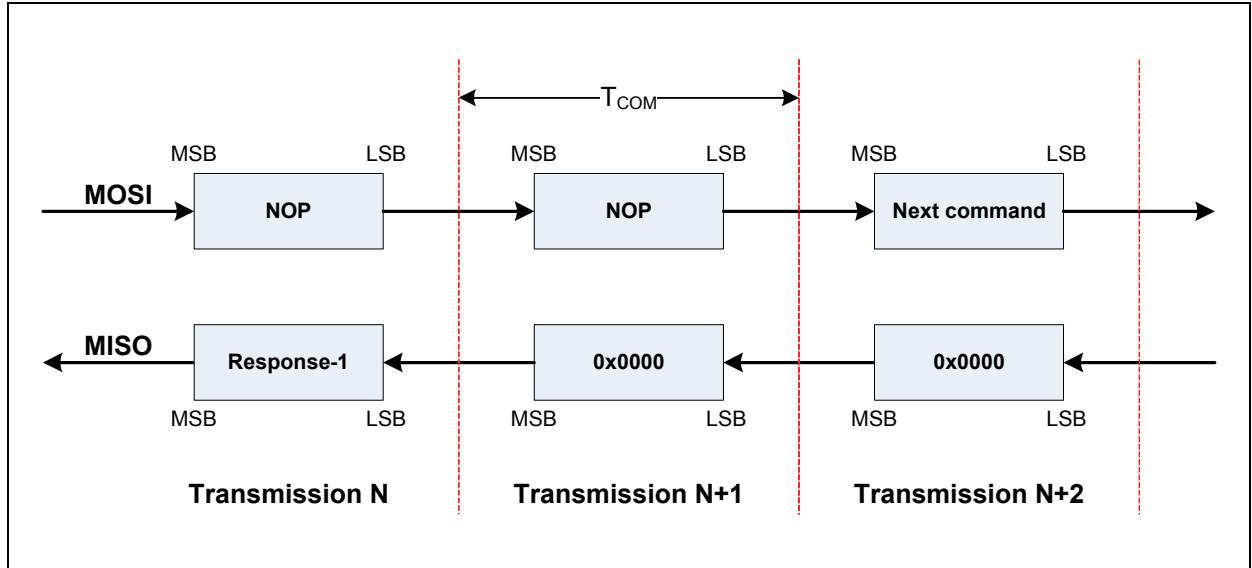 T_COM
MSB LSB MSB LSB MSB LSB
MOSI NOP NOP Next command
MISO Response-1 0x0000 0x0000
MSB LSB MSB LSB MSB LSB
Transmission N Transmission N+1 Transmission N+2